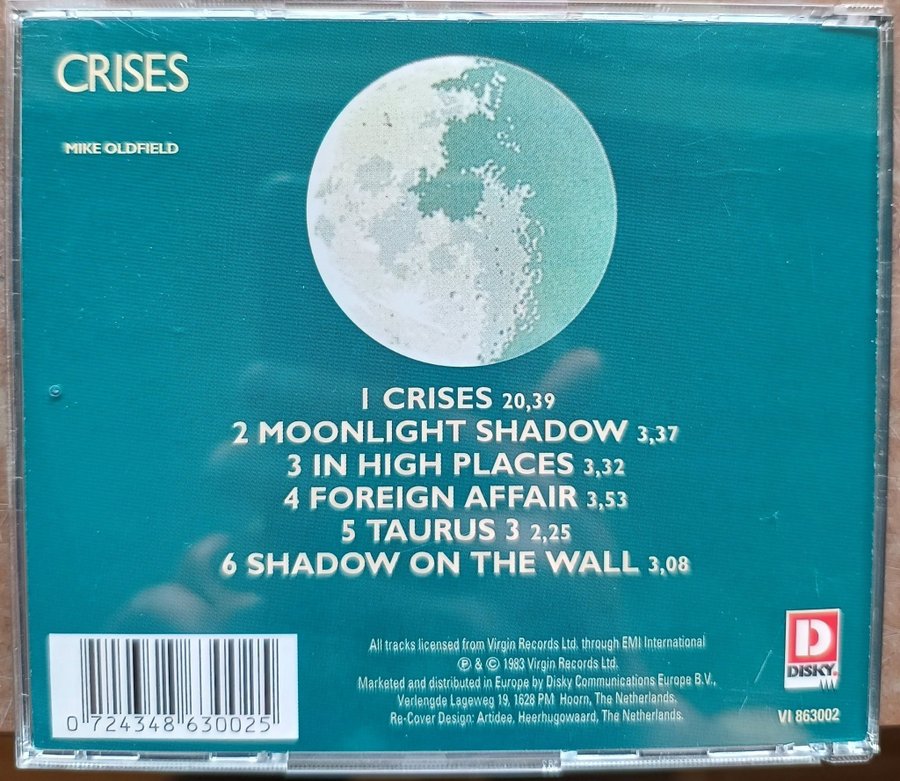 CRISES
MIKE OLDFIELD
1 CRISES 20,39
2 MOONLIGHT SHADOW 3,37
3 IN HIGH PLACES 3,32
4 FOREIGN AFFAIR 3,53
5 TAURUS 3 2,25
6 SHADOW ON THE WALL 3,08
All tracks licensed from Virgin Records Ltd. through EMI International
℗ & © 1983 Virgin Records Ltd.
Marketed and distributed in Europe by Disky Communications Europe B.V.,
Verlengde Lageweg 19, 1628 PM Hoorn, The Netherlands.
Re-Cover Design: Artidee, Heerhugowaard, The Netherlands.
D
DISKY.
VI 863002
0 724348 630025